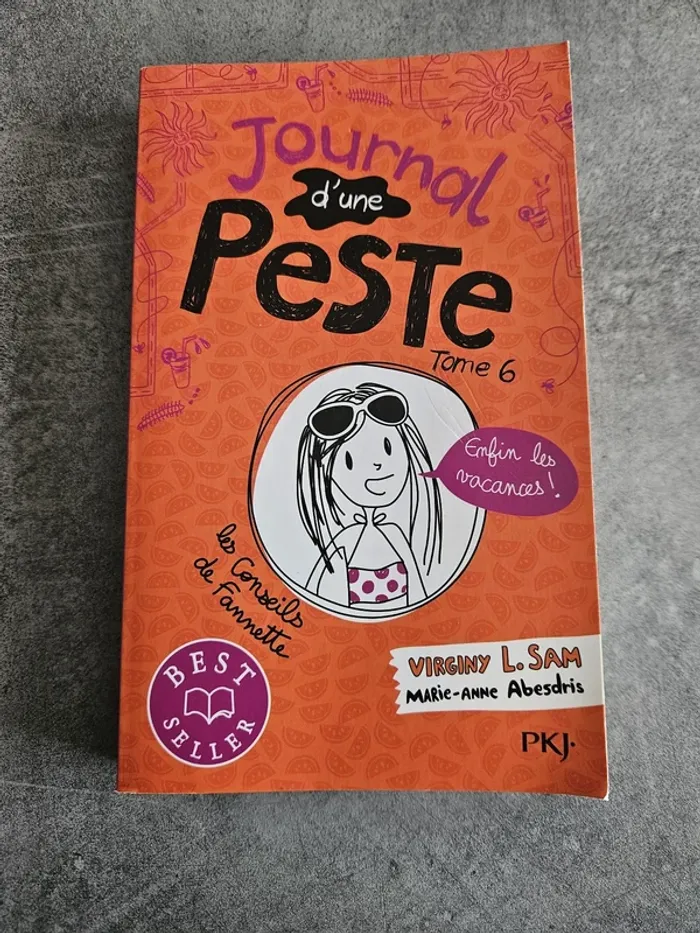 Journal
d'une
PeSTe
Tome 6
Enfin les
vacances!
les Conseils
de Fannette
BEST
SELLER
VIRGINY L. SAM
MARie-ANNE Abesdris
PKJ.